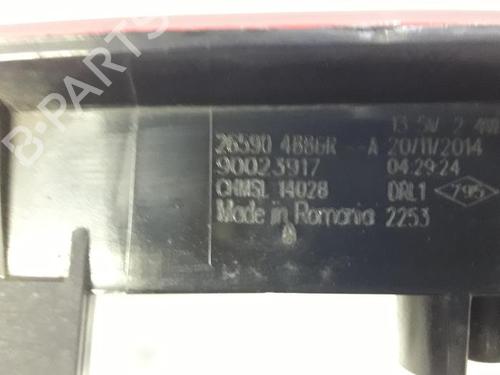 13.5V 2.4W
26590 4886R --A 20/11/2014
90023917 04:29:24
CHMSL 14028 DRL1 795
Made in Romania 2253
B-PARTS